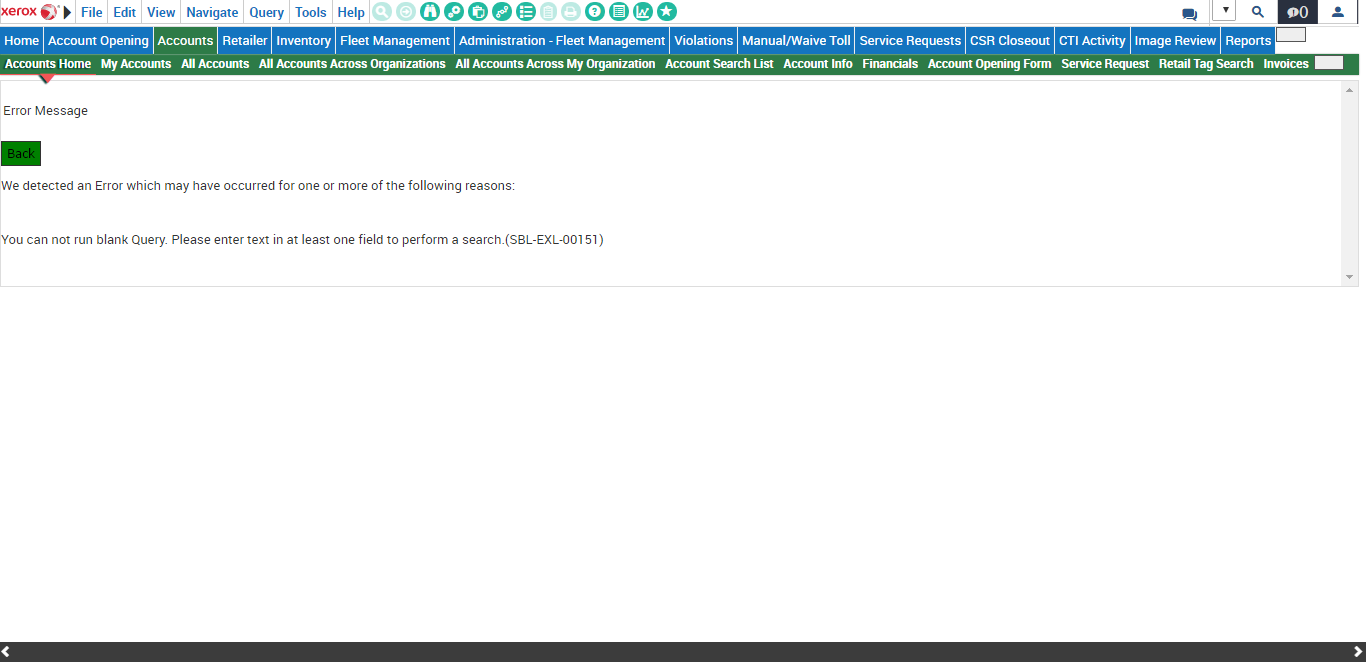 xerox File Edit View Navigate Query Tools Help 0
Home Account Opening Accounts Retailer Inventory Fleet Management Administration - Fleet Management Violations Manual/Waive Toll Service Requests CSR Closeout CTI Activity Image Review Reports
Accounts Home My Accounts All Accounts All Accounts Across Organizations All Accounts Across My Organization Account Search List Account Info Financials Account Opening Form Service Request Retail Tag Search Invoices
Error Message
Back
We detected an Error which may have occurred for one or more of the following reasons:
You can not run blank Query. Please enter text in at least one field to perform a search.(SBL-EXL-00151)